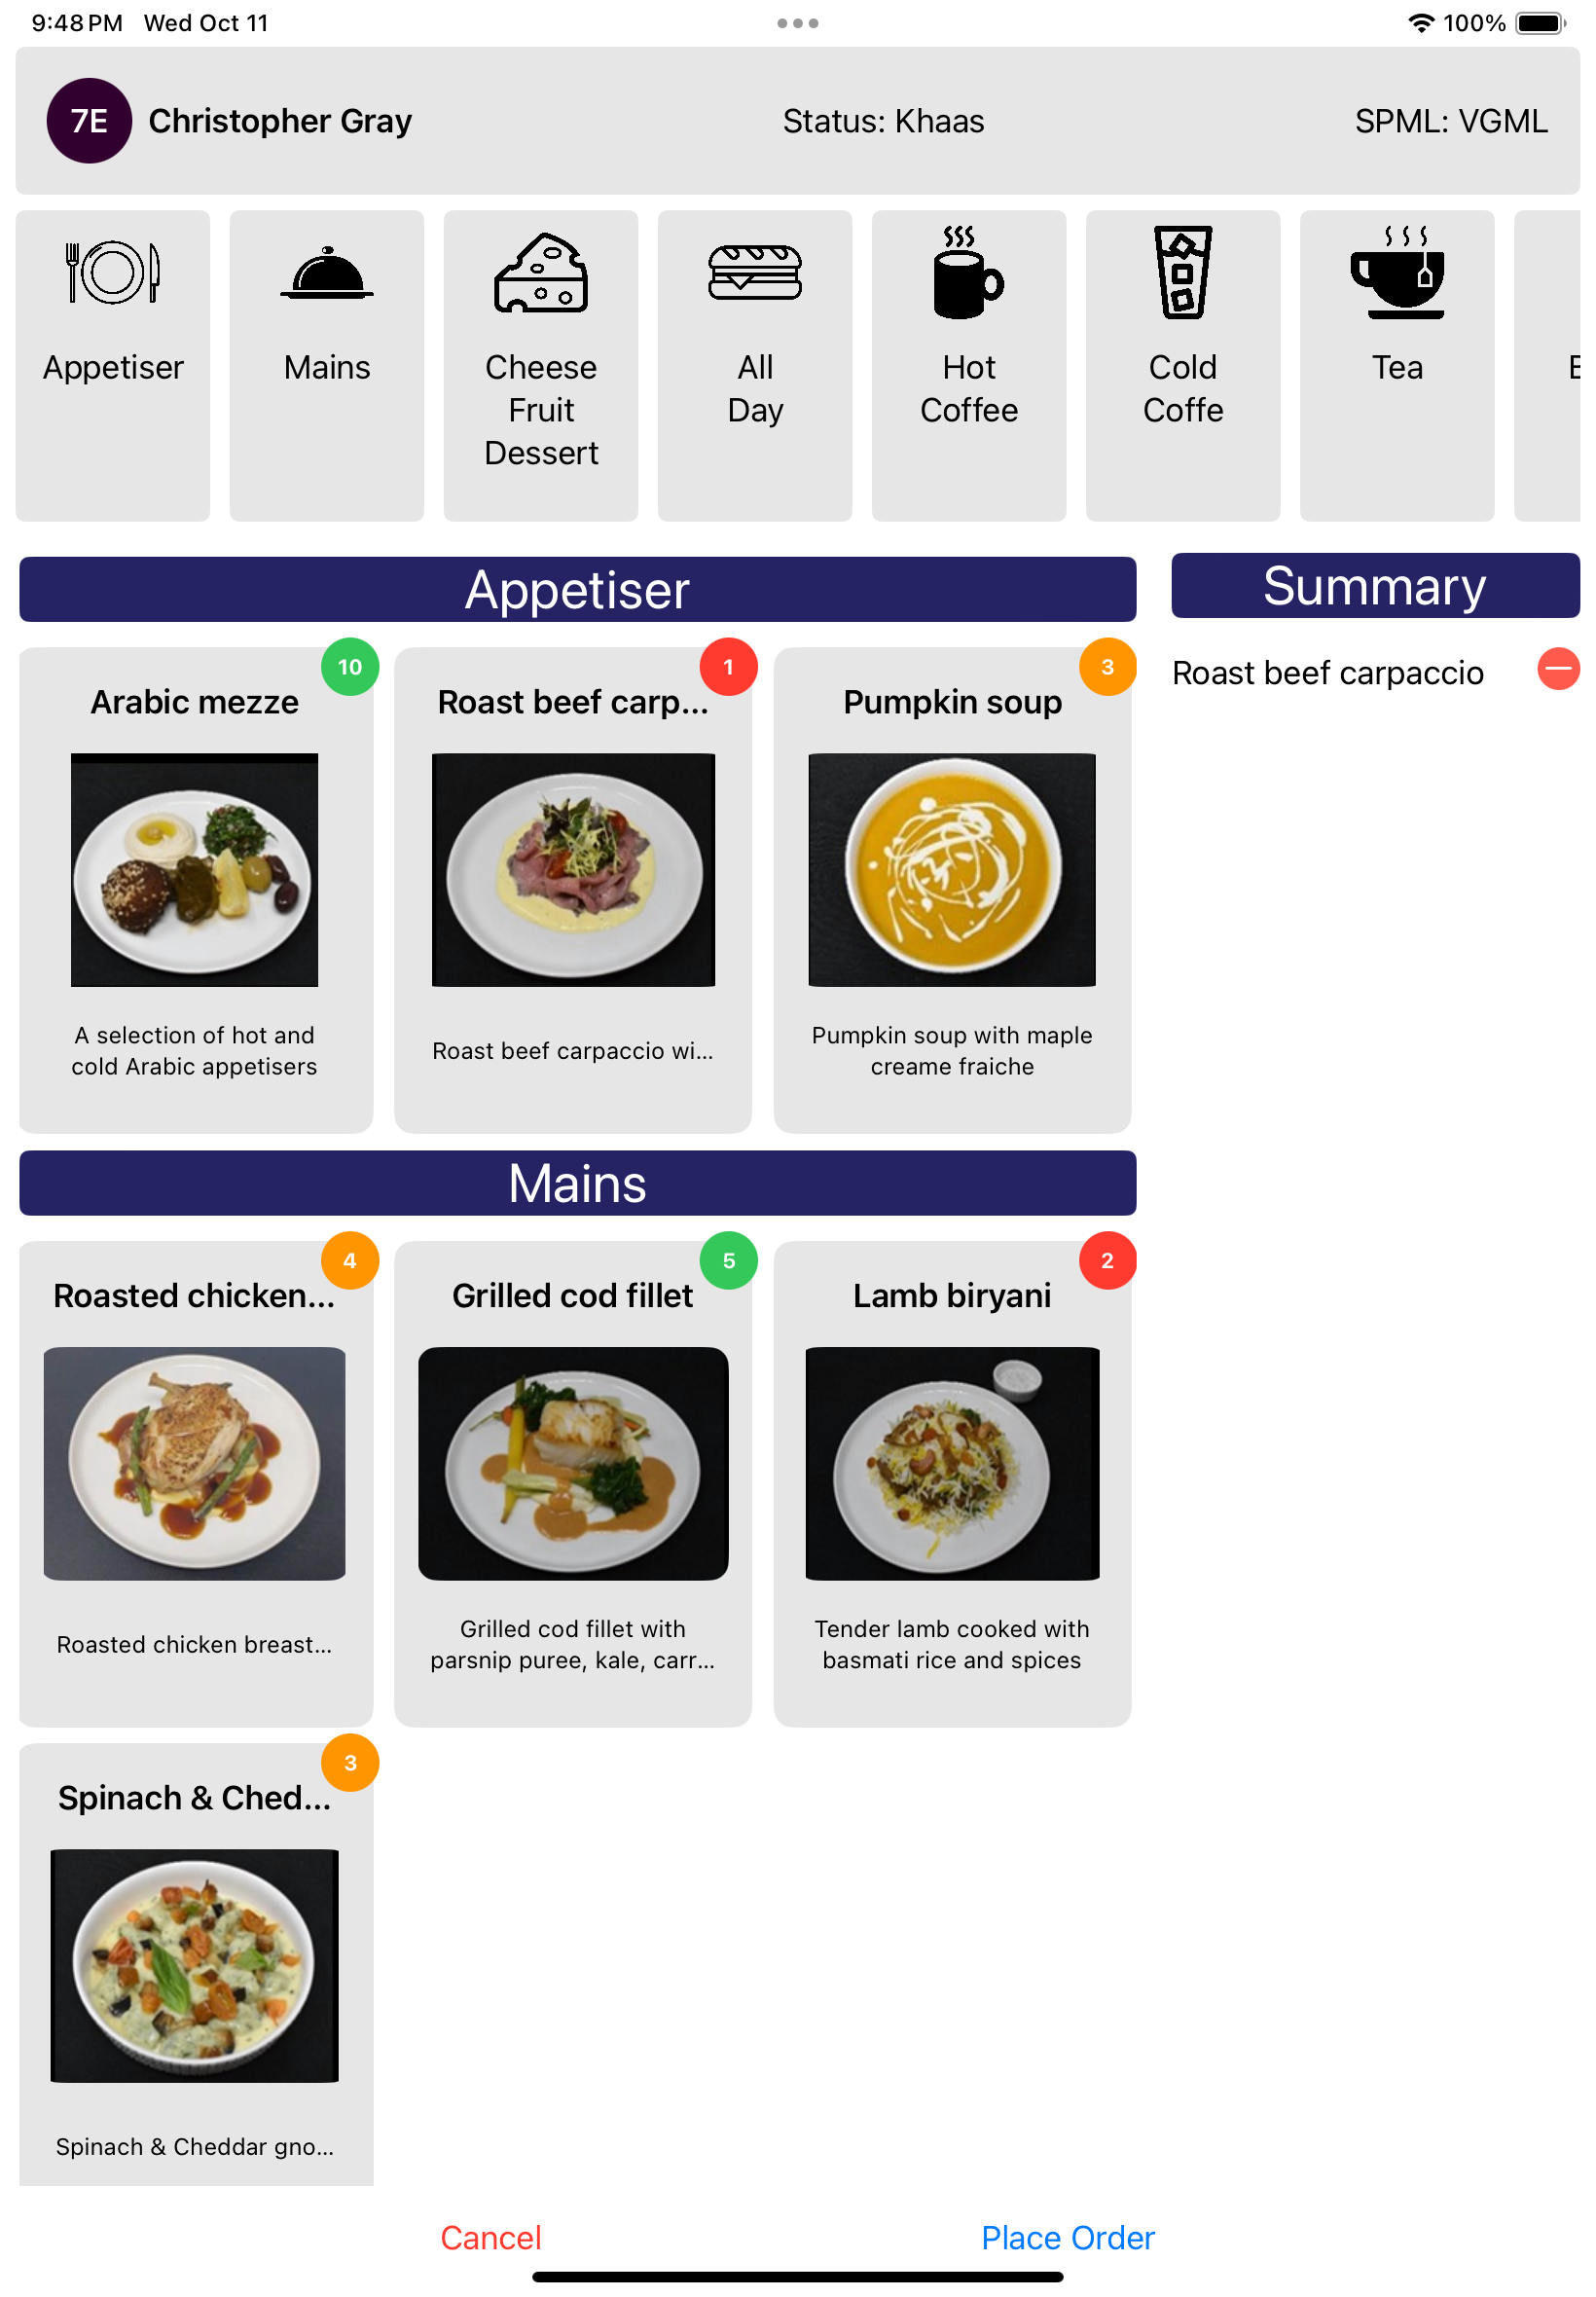 9:48 PM Wed Oct 11
100%
7E
Christopher Gray
Status: Khaas
SPML: VGML
Appetiser
Mains
Cheese
Fruit
Dessert
All
Day
Hot
Coffee
Cold
Coffe
Tea
Appetiser
Summary
Roast beef carpaccio
10
Arabic mezze
A selection of hot and
cold Arabic appetisers
1
Roast beef carp...
Roast beef carpaccio wi...
3
Pumpkin soup
Pumpkin soup with maple
creame fraiche
Mains
4
Roasted chicken...
Roasted chicken breast...
5
Grilled cod fillet
Grilled cod fillet with
parsnip puree, kale, carr...
2
Lamb biryani
Tender lamb cooked with
basmati rice and spices
3
Spinach & Ched...
Spinach & Cheddar gno...
Cancel
Place Order